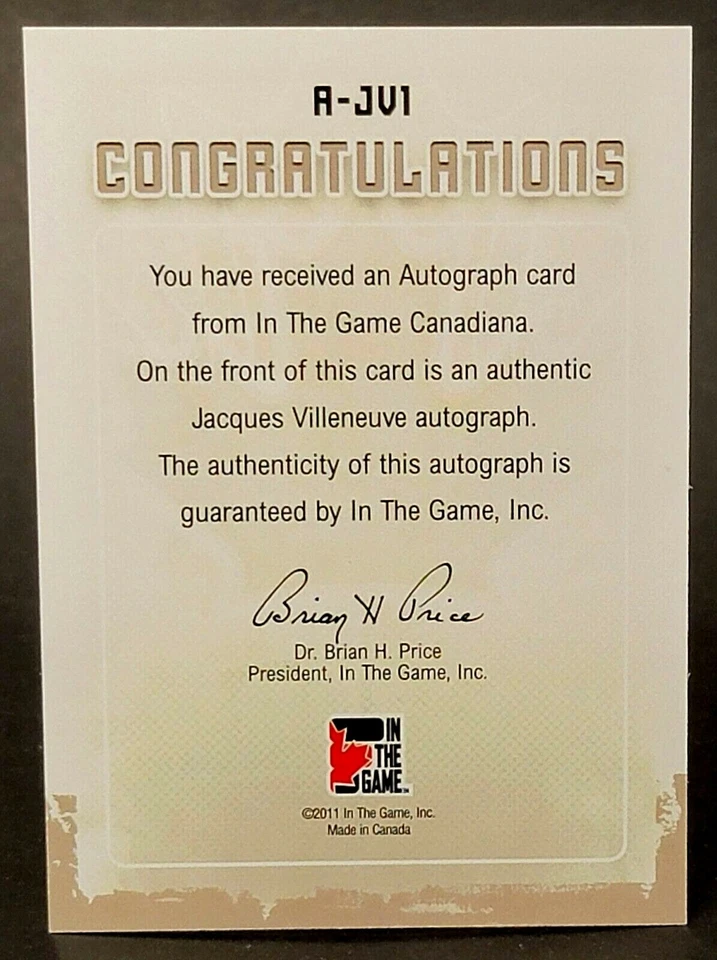 A-JV1
CONGRATULATIONS
You have received an Autograph card
from In The Game Canadiana.
On the front of this card is an authentic
Jacques Villeneuve autograph.
The authenticity of this autograph is
guaranteed by In The Game, Inc.
Brian H Price
Dr. Brian H. Price
President, In The Game, Inc.
IN
THE
GAME™
©2011 In The Game, Inc.
Made in Canada